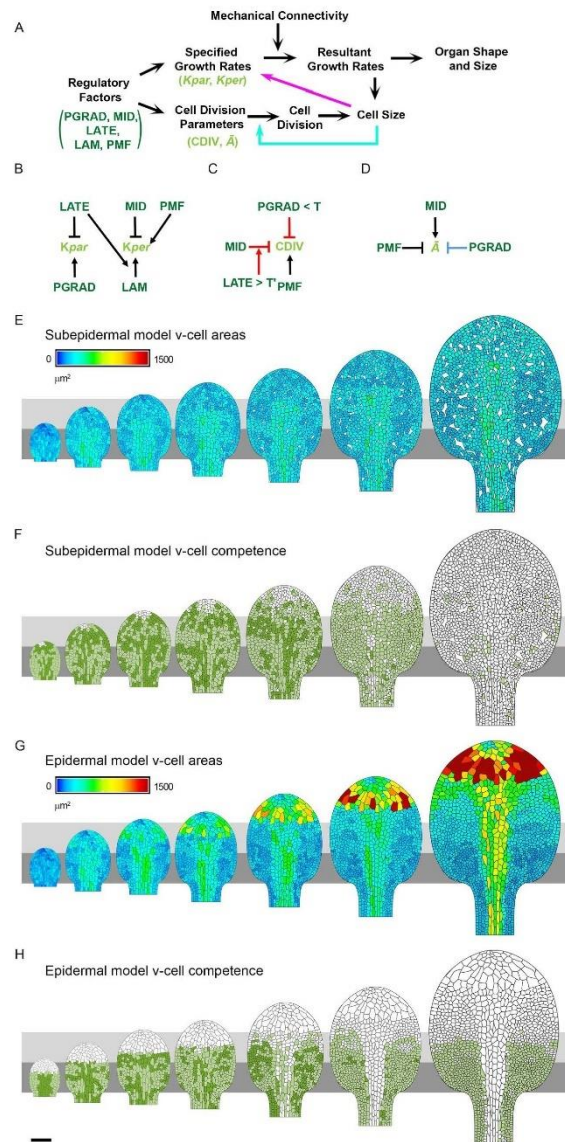 A
Mechanical Connectivity
Specified
Growth Rates
(Kpar, Kper)
Resultant
Growth Rates
Organ Shape
and Size
Regulatory
Factors
(PGRAD, MID,
LATE,
LAM, PMF)
Cell Division
Parameters
(CDIV, Ā)
Cell
Division
Cell Size
B
C
D
LATE MID PMF
Kpar Kper
PGRAD LAM
PGRAD < T
MID CDIV
LATE > T' PMF
MID
PMF Ā PGRAD
E
Subepidermal model v-cell areas
0 1500
µm²
F
Subepidermal model v-cell competence
G
Epidermal model v-cell areas
0 1500
µm²
H
Epidermal model v-cell competence